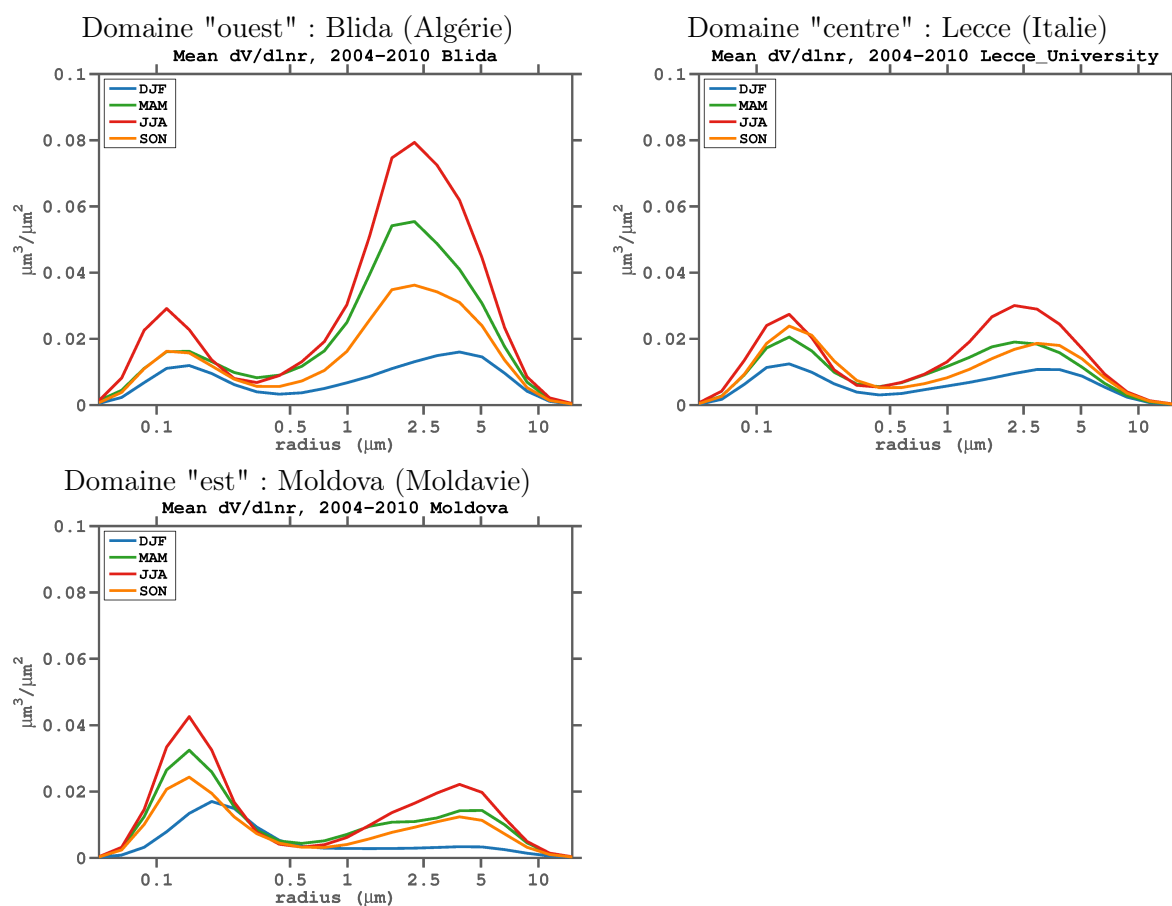 Domaine "ouest" : Blida (Algérie)
Mean dV/dlnr, 2004−2010 Blida
0.1
0.08
0.06
0.04
0.02
0
μm³/μm²
DJF
MAM
JJA
SON
0.1 0.5 1 2.5 5 10
radius (μm)
Domaine "centre" : Lecce (Italie)
Mean dV/dlnr, 2004−2010 Lecce_University
0.1
0.08
0.06
0.04
0.02
0
μm³/μm²
DJF
MAM
JJA
SON
0.1 0.5 1 2.5 5 10
radius (μm)
Domaine "est" : Moldova (Moldavie)
Mean dV/dlnr, 2004−2010 Moldova
0.1
0.08
0.06
0.04
0.02
0
μm³/μm²
DJF
MAM
JJA
SON
0.1 0.5 1 2.5 5 10
radius (μm)